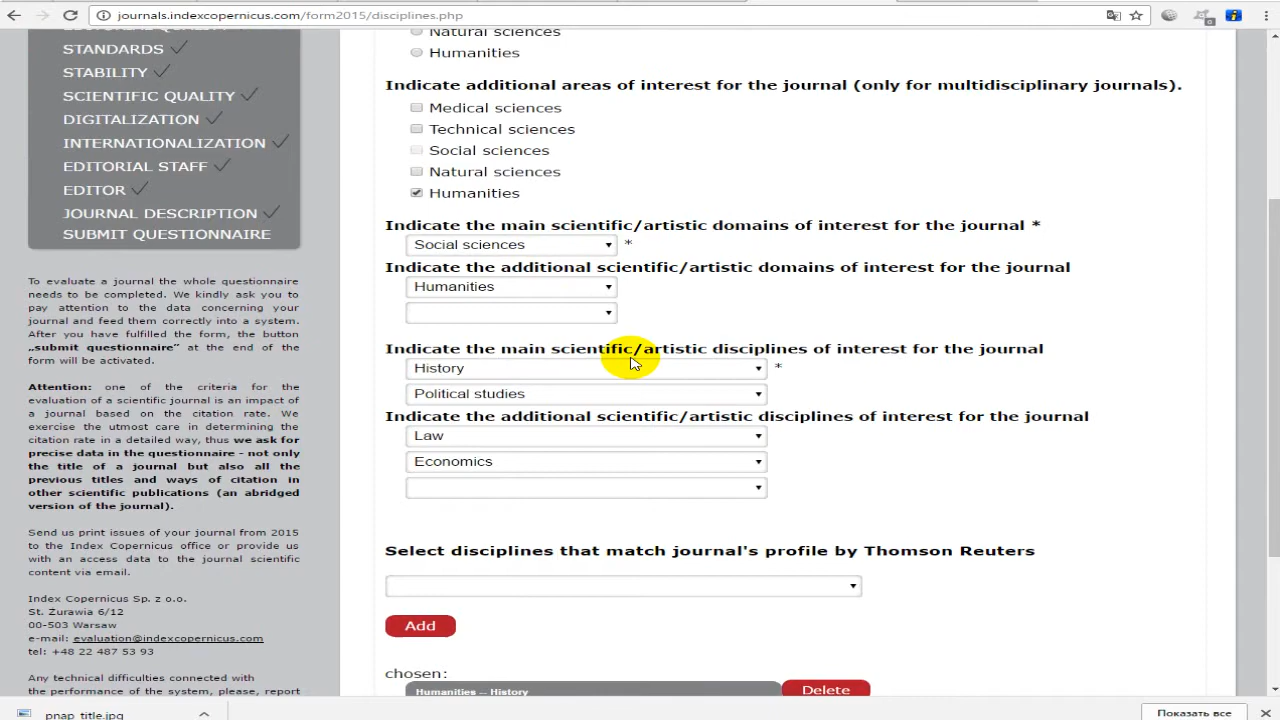 journals.indexcopernicus.com/form2015/disciplines.php
STANDARDS
STABILITY
SCIENTIFIC QUALITY
DIGITALIZATION
INTERNATIONALIZATION
EDITORIAL STAFF
EDITOR
JOURNAL DESCRIPTION
SUBMIT QUESTIONNAIRE
To evaluate a journal the whole questionnaire
needs to be completed. We kindly ask you to
pay attention to the data concerning your
journal and feed them correctly into a system.
After you have fulfilled the form, the button
„submit questionnaire" at the end of the
form will be activated.
Attention: one of the criteria for the
evaluation of a scientific journal is an impact of
a journal based on the citation rate. We
exercise the utmost care in determining the
citation rate in a detailed way, thus we ask for
precise data in the questionnaire - not only
the title of a journal but also all the
previous titles and ways of citation in
other scientific publications (an abridged
version of the journal).
Send us print issues of your journal from 2015
to the Index Copernicus office or provide us
with an access data to the journal scientific
content via email.
Index Copernicus Sp. z o.o.
St. Żurawia 6/12
00-503 Warsaw
e-mail: evaluation@indexcopernicus.com
tel: +48 22 487 53 93
Any technical difficulties connected with
the performance of the system, please, report
Natural sciences
Humanities
Indicate additional areas of interest for the journal (only for multidisciplinary journals).
Medical sciences
Technical sciences
Social sciences
Natural sciences
Humanities
Indicate the main scientific/artistic domains of interest for the journal *
Social sciences *
Indicate the additional scientific/artistic domains of interest for the journal
Humanities
Indicate the main scientific/artistic disciplines of interest for the journal
History *
Political studies
Indicate the additional scientific/artistic disciplines of interest for the journal
Law
Economics
Select disciplines that match journal's profile by Thomson Reuters
Add
chosen:
Humanities -- History Delete
pnap_title.jpg
Показать все